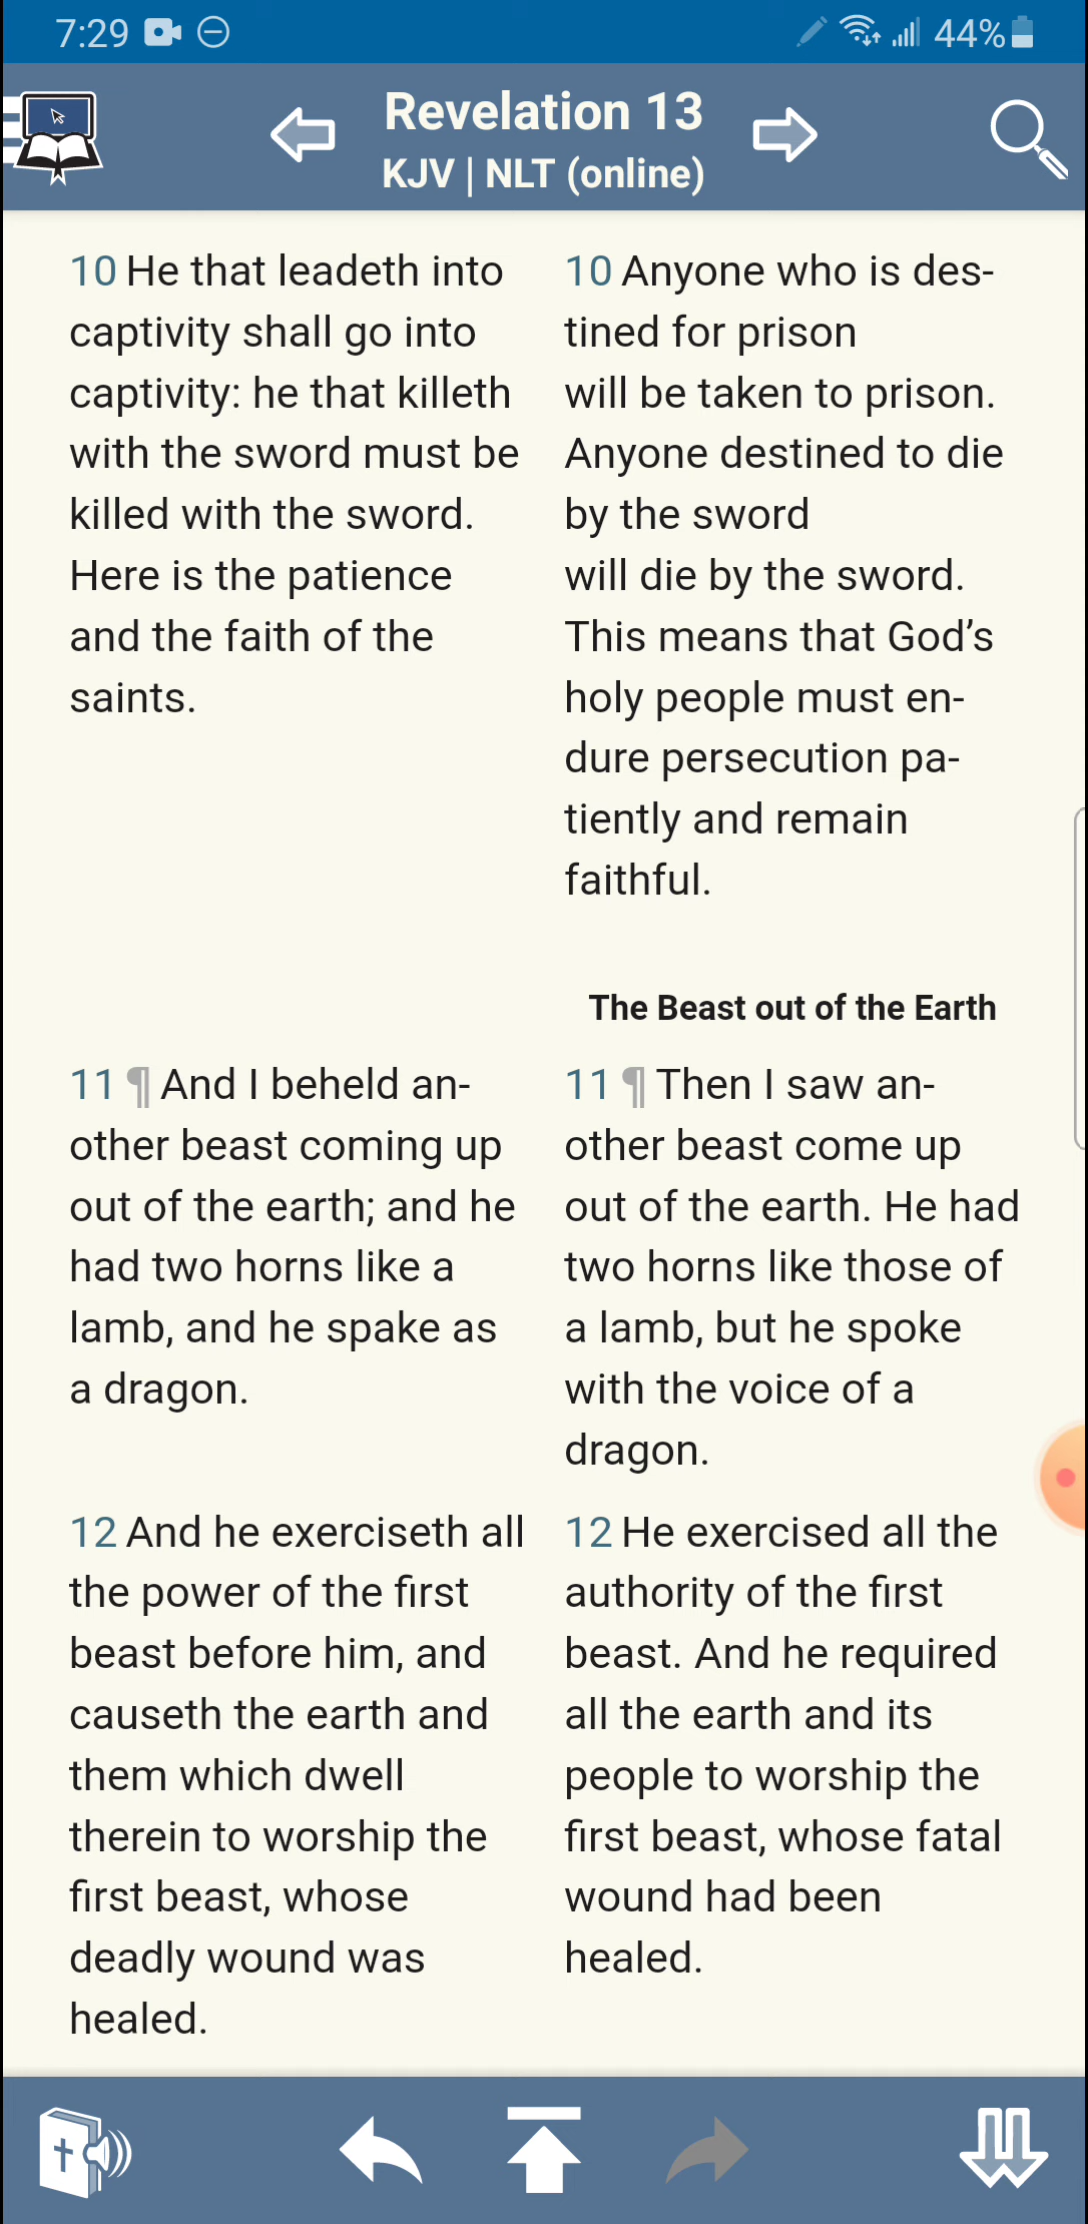 7:29
44%
Revelation 13
KJV | NLT (online)
10 He that leadeth into
captivity shall go into
captivity: he that killeth
with the sword must be
killed with the sword.
Here is the patience
and the faith of the
saints.
10 Anyone who is des-
tined for prison
will be taken to prison.
Anyone destined to die
by the sword
will die by the sword.
This means that God’s
holy people must en-
dure persecution pa-
tiently and remain
faithful.
The Beast out of the Earth
11 ¶ And I beheld an-
other beast coming up
out of the earth; and he
had two horns like a
lamb, and he spake as
a dragon.
11 ¶ Then I saw an-
other beast come up
out of the earth. He had
two horns like those of
a lamb, but he spoke
with the voice of a
dragon.
12 And he exerciseth all
the power of the first
beast before him, and
causeth the earth and
them which dwell
therein to worship the
first beast, whose
deadly wound was
healed.
12 He exercised all the
authority of the first
beast. And he required
all the earth and its
people to worship the
first beast, whose fatal
wound had been
healed.